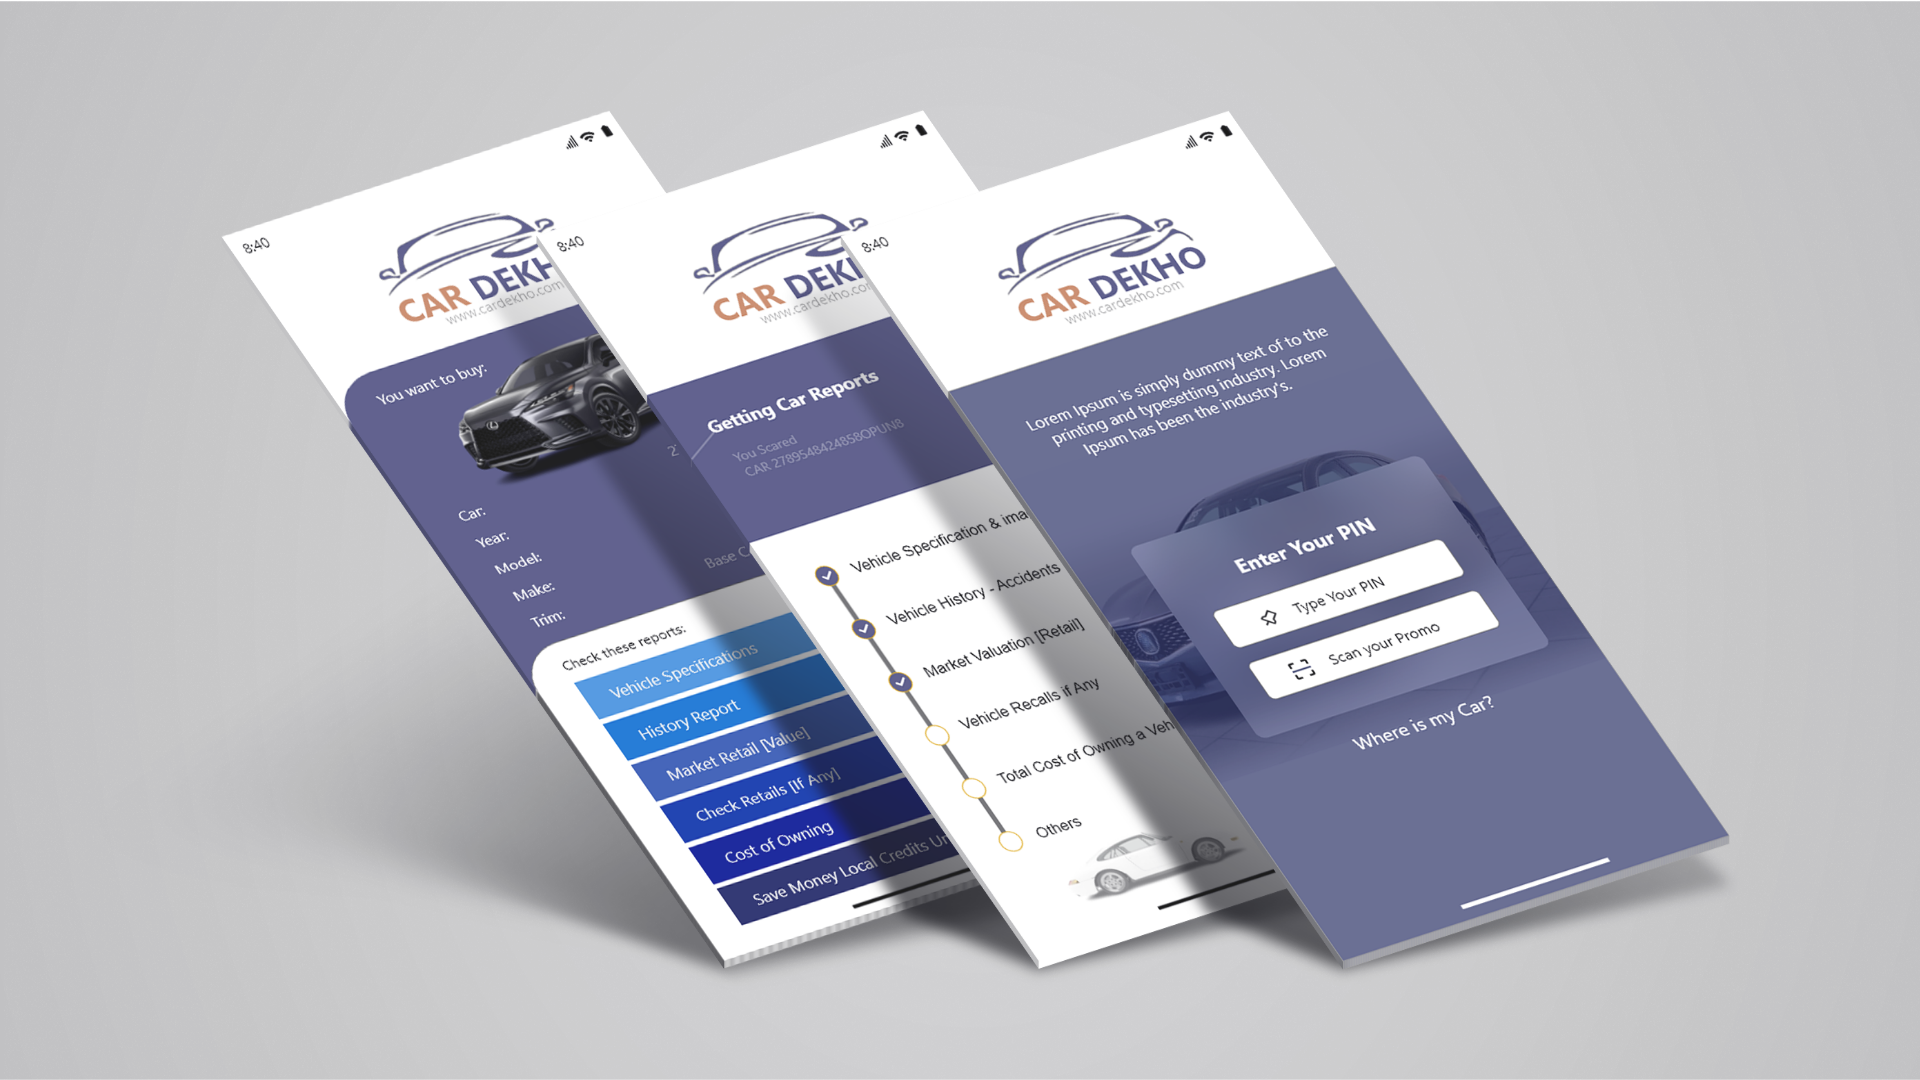 8:40
CAR DEKH
www.cardekho.com
You want to buy:
Car:
Year:
Model:
Make:
Trim:
Base
Check these reports:
Vehicle Specifications
History Report
Market Retail [Value]
Check Retails [If Any]
Cost of Owning
Save Money Local Credits
8:40
CAR DEKH
www.cardekho.co
Getting Car Reports
You Scared
CAR 2789548424858OPUN8
Vehicle Specification & ima
Vehicle History - Accidents
Market Valuation [Retail]
Vehicle Recalls if Any
Total Cost of Owning a Veh
Others
8:40
CAR DEKHO
www.cardekho.com
Lorem Ipsum is simply dummy text of to the
printing and typesetting industry. Lorem
Ipsum has been the industry's.
Enter Your PIN
Type Your PIN
Scan your Promo
Where is my Car?